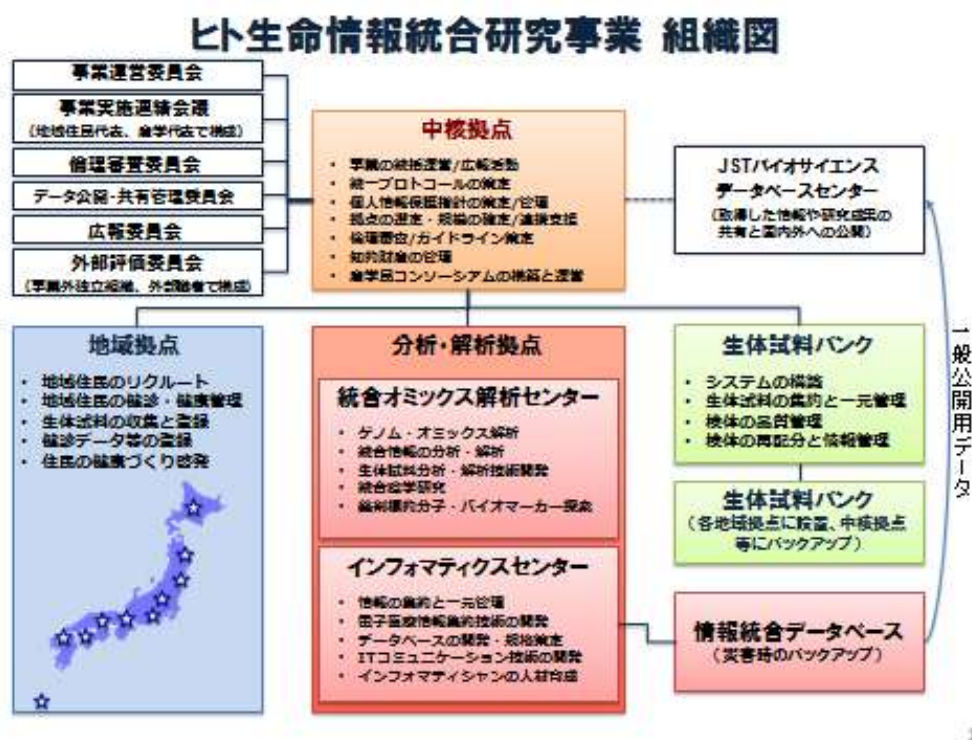 ヒト生命情報統合研究事業 組織図
事業運営委員会
事業実施連絡会議
(地域住民代表、産学代表で構成)
倫理審査委員会
データ公開・共有管理委員会
広報委員会
外部評価委員会
(事業外独立組織、外部識者で構成)
中核拠点
・ 事業の統括運営/広報活動
・ 統一プロトコールの策定
・ 個人情報保護指針の策定/管理
・ 拠点の選定・規模の確定/連携支援
・ 倫理審査/ガイドライン策定
・ 知的財産の管理
・ 産学民コンソーシアムの構築と運営
JSTバイオサイエンス
データベースセンター
(取得した情報や研究成果の
共有と国内外への公開)
地域拠点
・ 地域住民のリクルート
・ 地域住民の健診・健康管理
・ 生体試料の収集と登録
・ 健診データ等の登録
・ 住民の健康づくり啓発
分析・解析拠点
統合オミックス解析センター
・ ゲノム・オミックス解析
・ 統合情報の分析・解析
・ 生体試料分析・解析技術開発
・ 統合疫学研究
・ 創薬標的分子・バイオマーカー探索
インフォマティクスセンター
・ 情報の集約と一元管理
・ 電子医療情報集約技術の開発
・ データベースの開発・規格策定
・ ITコミュニケーション技術の開発
・ インフォマティシャンの人材育成
生体試料バンク
・ システムの構築
・ 生体試料の集約と一元管理
・ 検体の品質管理
・ 検体の再配分と情報管理
生体試料バンク
(各地域拠点に設置、中核拠点
等にバックアップ)
情報統合データベース
(災害時のバックアップ)
一般公開用データ